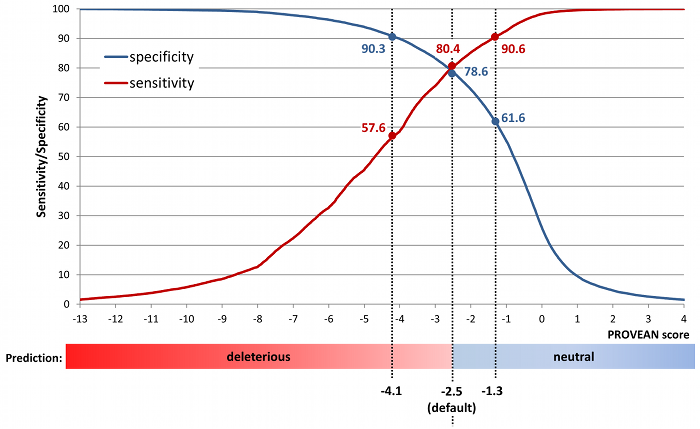 100
90
80
70
60
50
40
30
20
10
0
Sensitivity/Specificity
specificity
sensitivity
90.3
80.4
90.6
78.6
61.6
57.6
-13 -12 -11 -10 -9 -8 -7 -6 -5 -4 -3 -2 -1 0 1 2 3 4
PROVEAN score
Prediction: deleterious neutral
-4.1 -2.5 -1.3
(default)